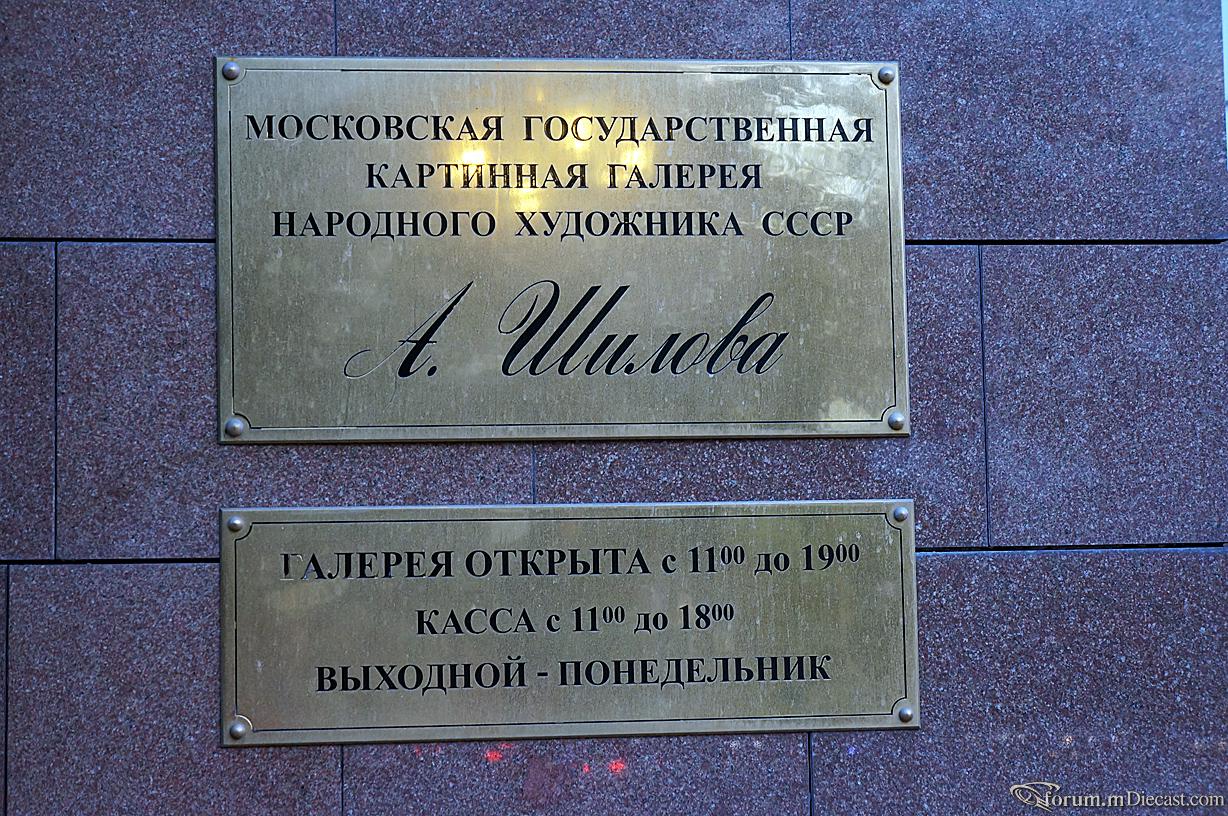 МОСКОВСКАЯ ГОСУДАРСТВЕННАЯ
КАРТИННАЯ ГАЛЕРЕЯ
НАРОДНОГО ХУДОЖНИКА СССР
А. Шилова
ГАЛЕРЕЯ ОТКРЫТА с 11⁰⁰ до 19⁰⁰
КАССА с 11⁰⁰ до 18⁰⁰
ВЫХОДНОЙ - ПОНЕДЕЛЬНИК
forum.mDiecast.com